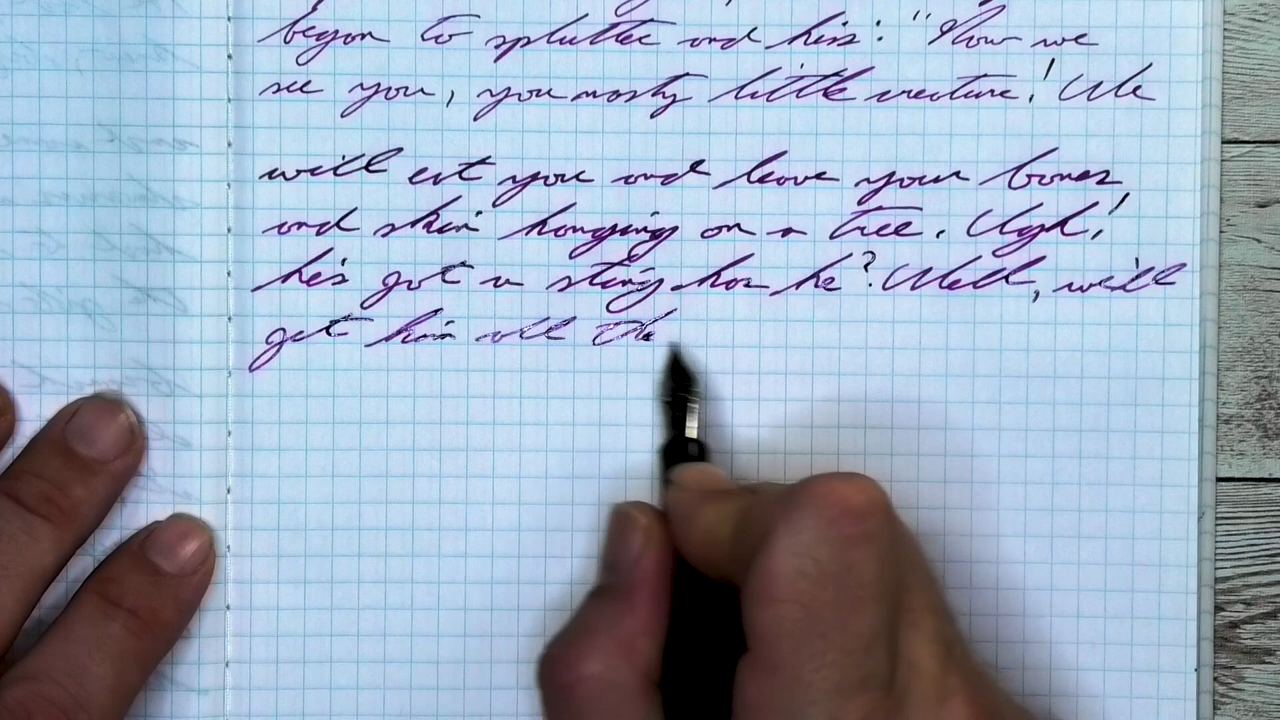 began to splutter and hiss: "Now we
see you, you nasty little creature! We
will eat you and leave your bones
and skin hanging on a tree. Ugh!
he's got a sting has he? Well, we'll
get him all the